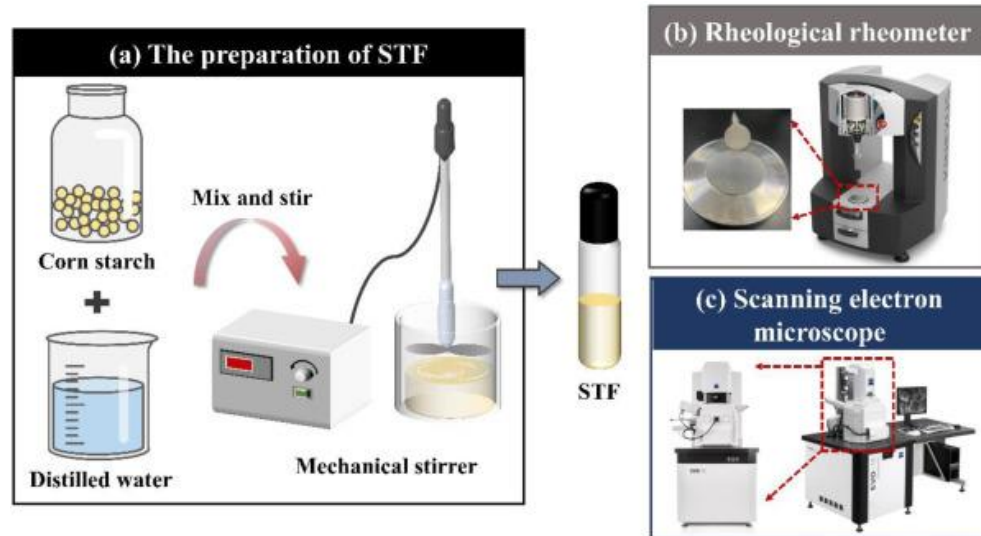 (a) The preparation of STF
Corn starch
+
Distilled water
Mix and stir
Mechanical stirrer
STF
(b) Rheological rheometer
(c) Scanning electron
microscope
EVO